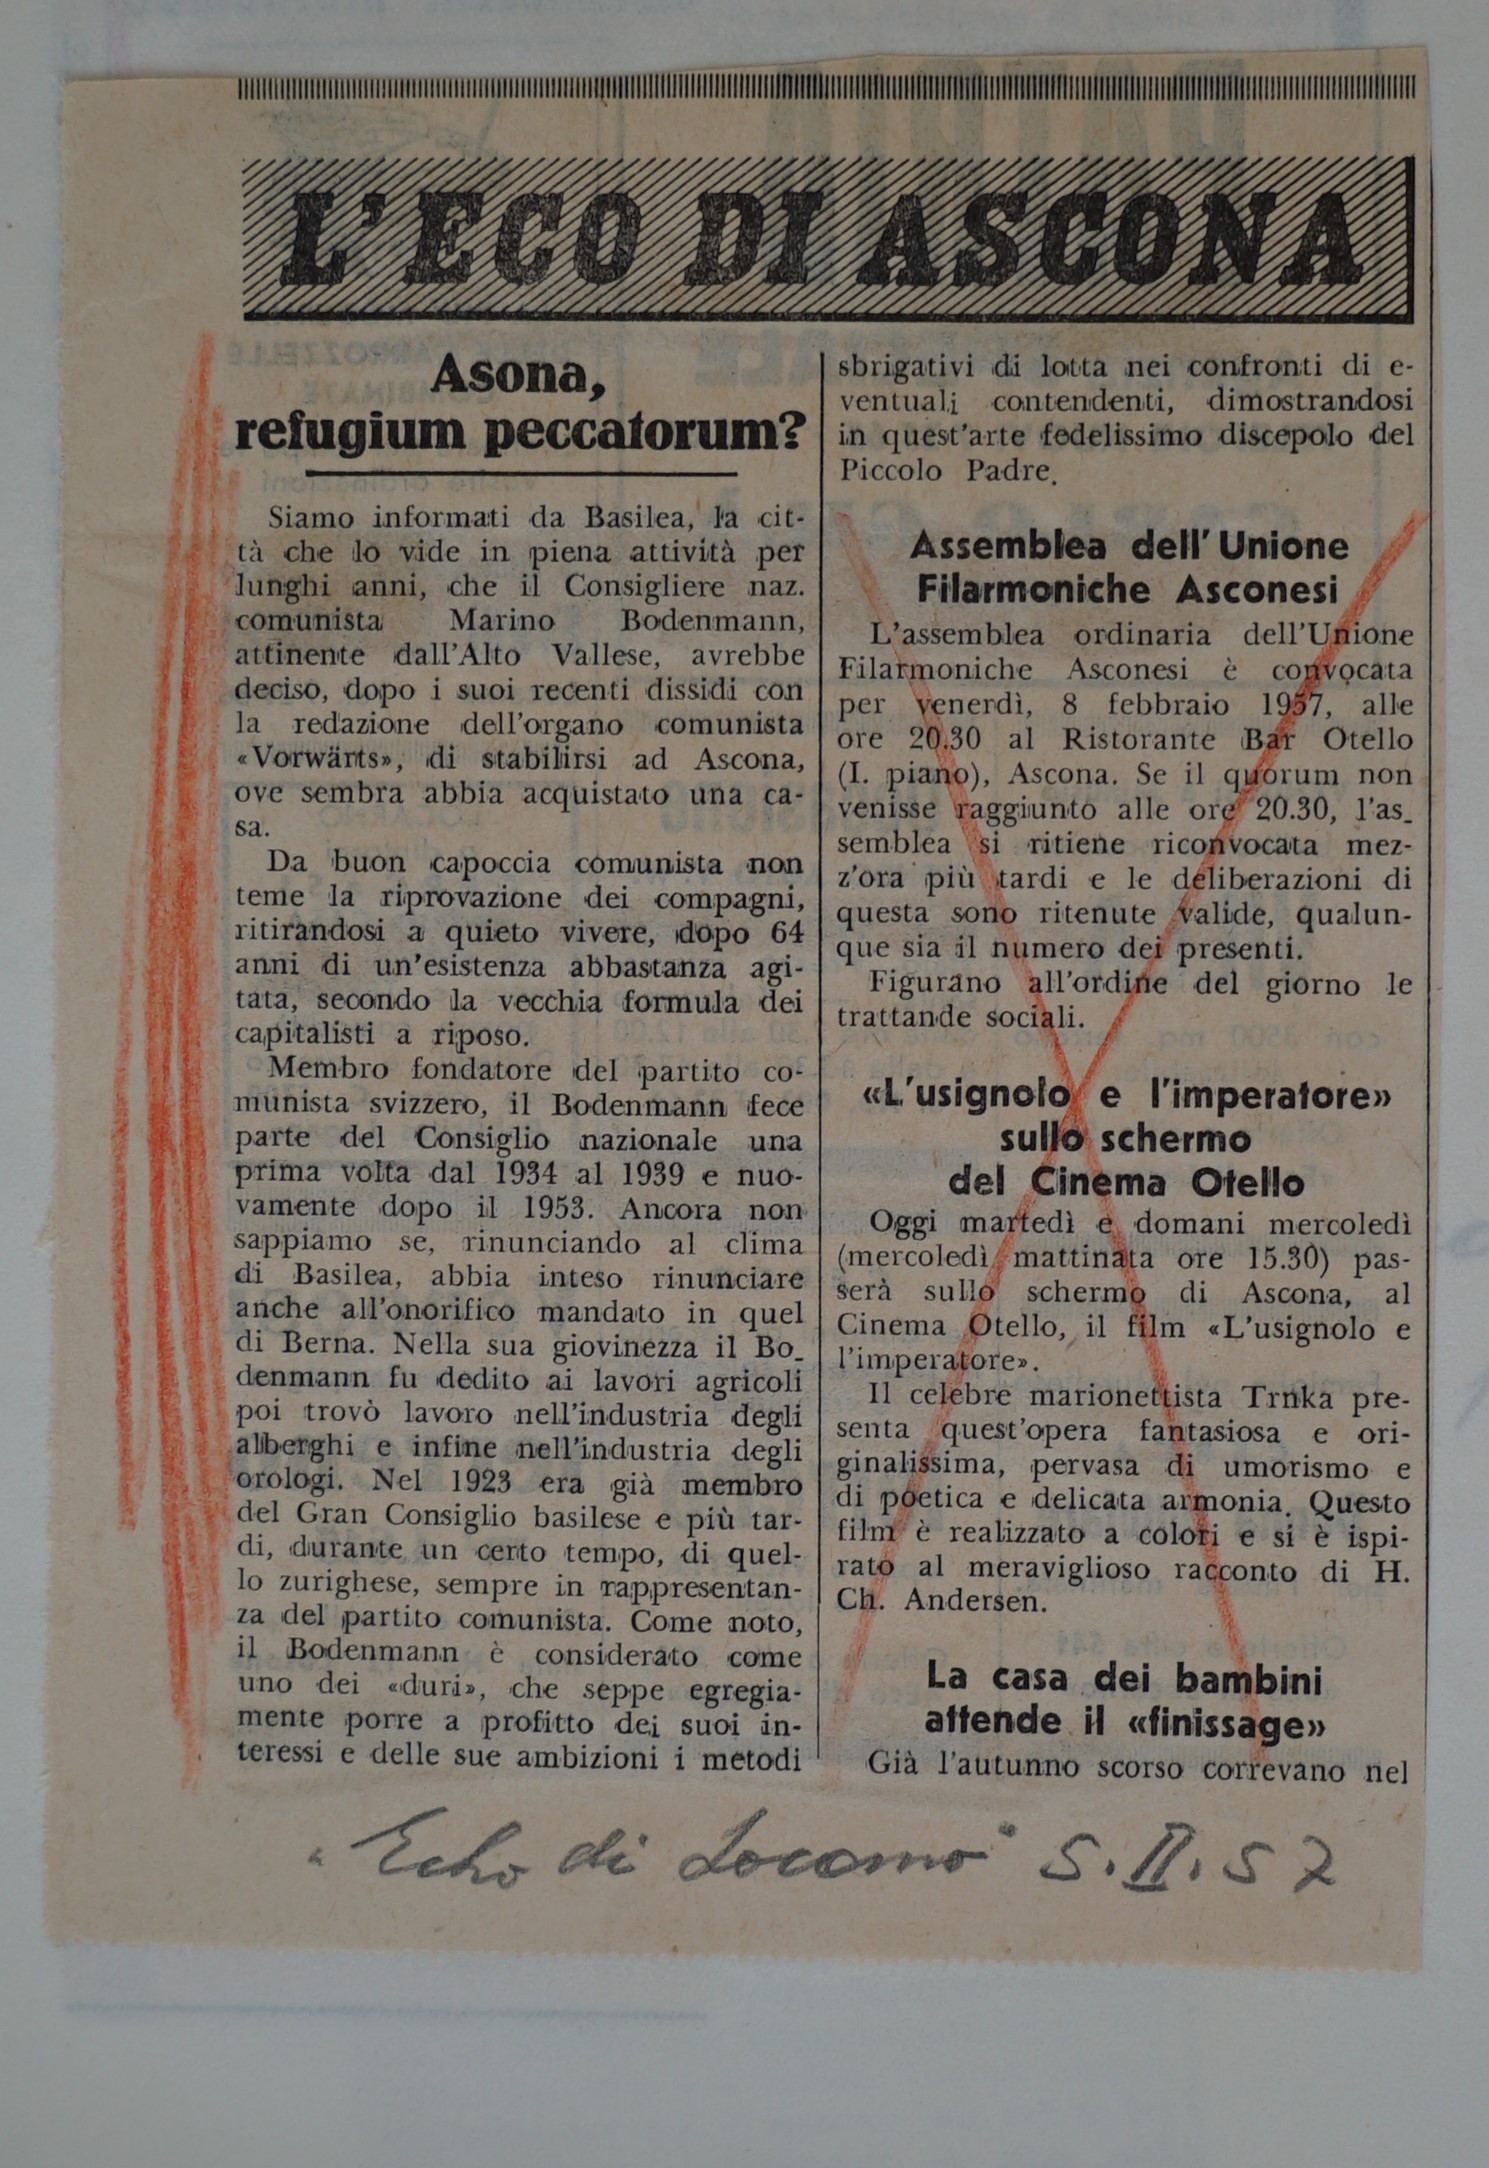 L'ECO DI ASCONA
Asona,
refugium peccatorum?
Siamo informati da Basilea, la cit-
tà che lo vide in piena attività per
lunghi anni, che il Consigliere naz.
comunista Marino Bodenmann,
attinente dall'Alto Vallese, avrebbe
deciso, dopo i suoi recenti dissidi con
la redazione dell'organo comunista
«Vorwärts», di stabilirsi ad Ascona,
ove sembra abbia acquistato una ca-
sa.
Da buon capoccia comunista non
teme la riprovazione dei compagni,
ritirandosi a quieto vivere, dopo 64
anni di un'esistenza abbastanza agi-
tata, secondo la vecchia formula dei
capitalisti a riposo.
Membro fondatore del partito co-
munista svizzero, il Bodenmann fece
parte del Consiglio nazionale una
prima volta dal 1934 al 1939 e nuo-
vamente dopo il 1953. Ancora non
sappiamo se, rinunciando al clima
di Basilea, abbia inteso rinunciare
anche all'onorifico mandato in quel
di Berna. Nella sua giovinezza il Bo-
denmann fu dedito ai lavori agricoli
poi trovò lavoro nell'industria degli
alberghi e infine nell'industria degli
orologi. Nel 1923 era già membro
del Gran Consiglio basilese e più tar-
di, durante un certo tempo, di quel-
lo zurighese, sempre in rappresentan-
za del partito comunista. Come noto,
il Bodenmann è considerato come
uno dei «duri», che seppe egregia-
mente porre a profitto dei suoi in-
teressi e delle sue ambizioni i metodi
sbrigativi di lotta nei confronti di e-
ventuali contendenti, dimostrandosi
in quest'arte fedelissimo discepolo del
Piccolo Padre.
Assemblea dell'Unione
Filarmoniche Asconesi
L'assemblea ordinaria dell'Unione
Filarmoniche Asconesi è convocata
per venerdì, 8 febbraio 1957, alle
ore 20.30 al Ristorante Bar Otello
(I. piano), Ascona. Se il quorum non
venisse raggiunto alle ore 20.30, l'as-
semblea si ritiene riconvocata mez-
z'ora più tardi e le deliberazioni di
questa sono ritenute valide, qualun-
que sia il numero dei presenti.
Figurano all'ordine del giorno le
trattande sociali.
«L'usignolo e l'imperatore»
sullo schermo
del Cinema Otello
Oggi martedì e domani mercoledì
(mercoledì mattinata ore 15.30) pas-
serà sullo schermo di Ascona, al
Cinema Otello, il film «L'usignolo e
l'imperatore».
Il celebre marionettista Trnka pre-
senta quest'opera fantasiosa e ori-
ginalissima, pervasa di umorismo e
di poetica e delicata armonia. Questo
film è realizzato a colori e si è ispi-
rato al meraviglioso racconto di H.
Ch. Andersen.
La casa dei bambini
attende il «finissage»
Già l'autunno scorso correvano nel
"Echo di Locarno" 5.II.57